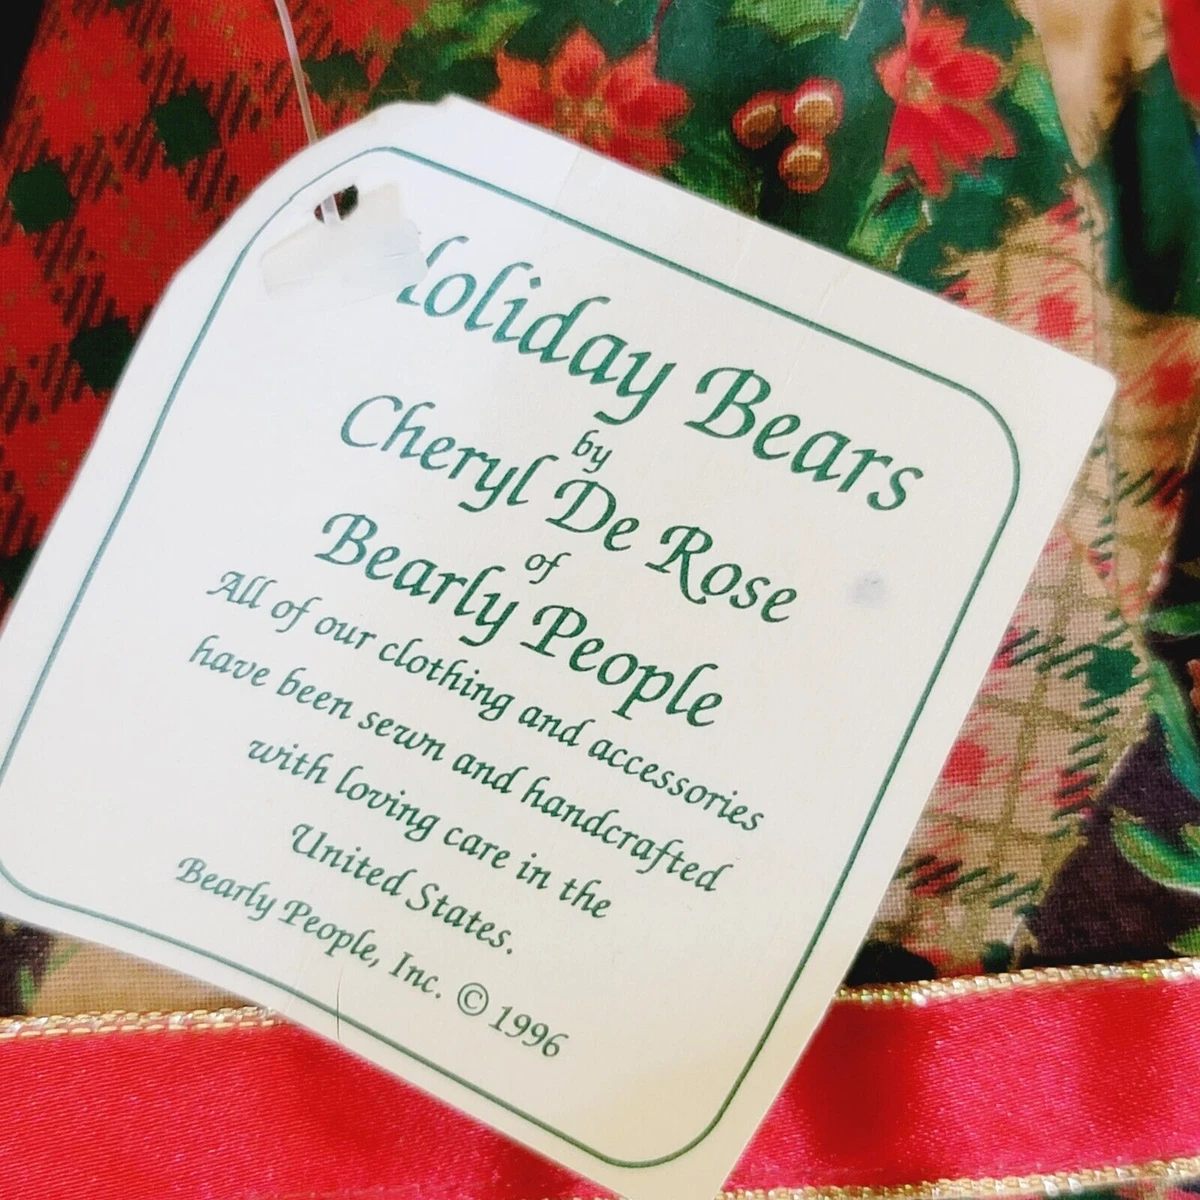 Holiday Bears
by
Cheryl De Rose
of
Bearly People
All of our clothing and accessories
have been sewn and handcrafted
with loving care in the
United States.
Bearly People, Inc. © 1996